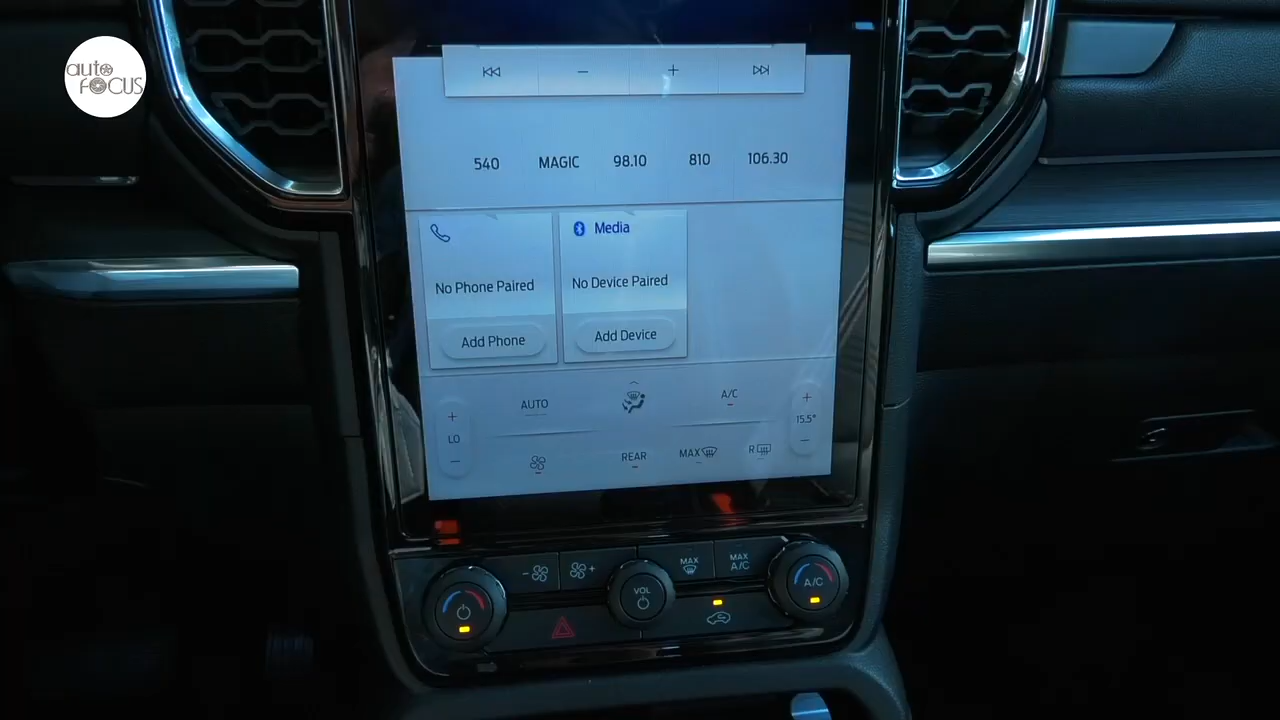 auto
FOCUS
540 MAGIC 98.10 810 106.30
Media
No Phone Paired
No Device Paired
Add Phone
Add Device
AUTO
A/C
LO
15.5°
REAR
MAX
R
MAX
MAX
A/C
VOL
A/C